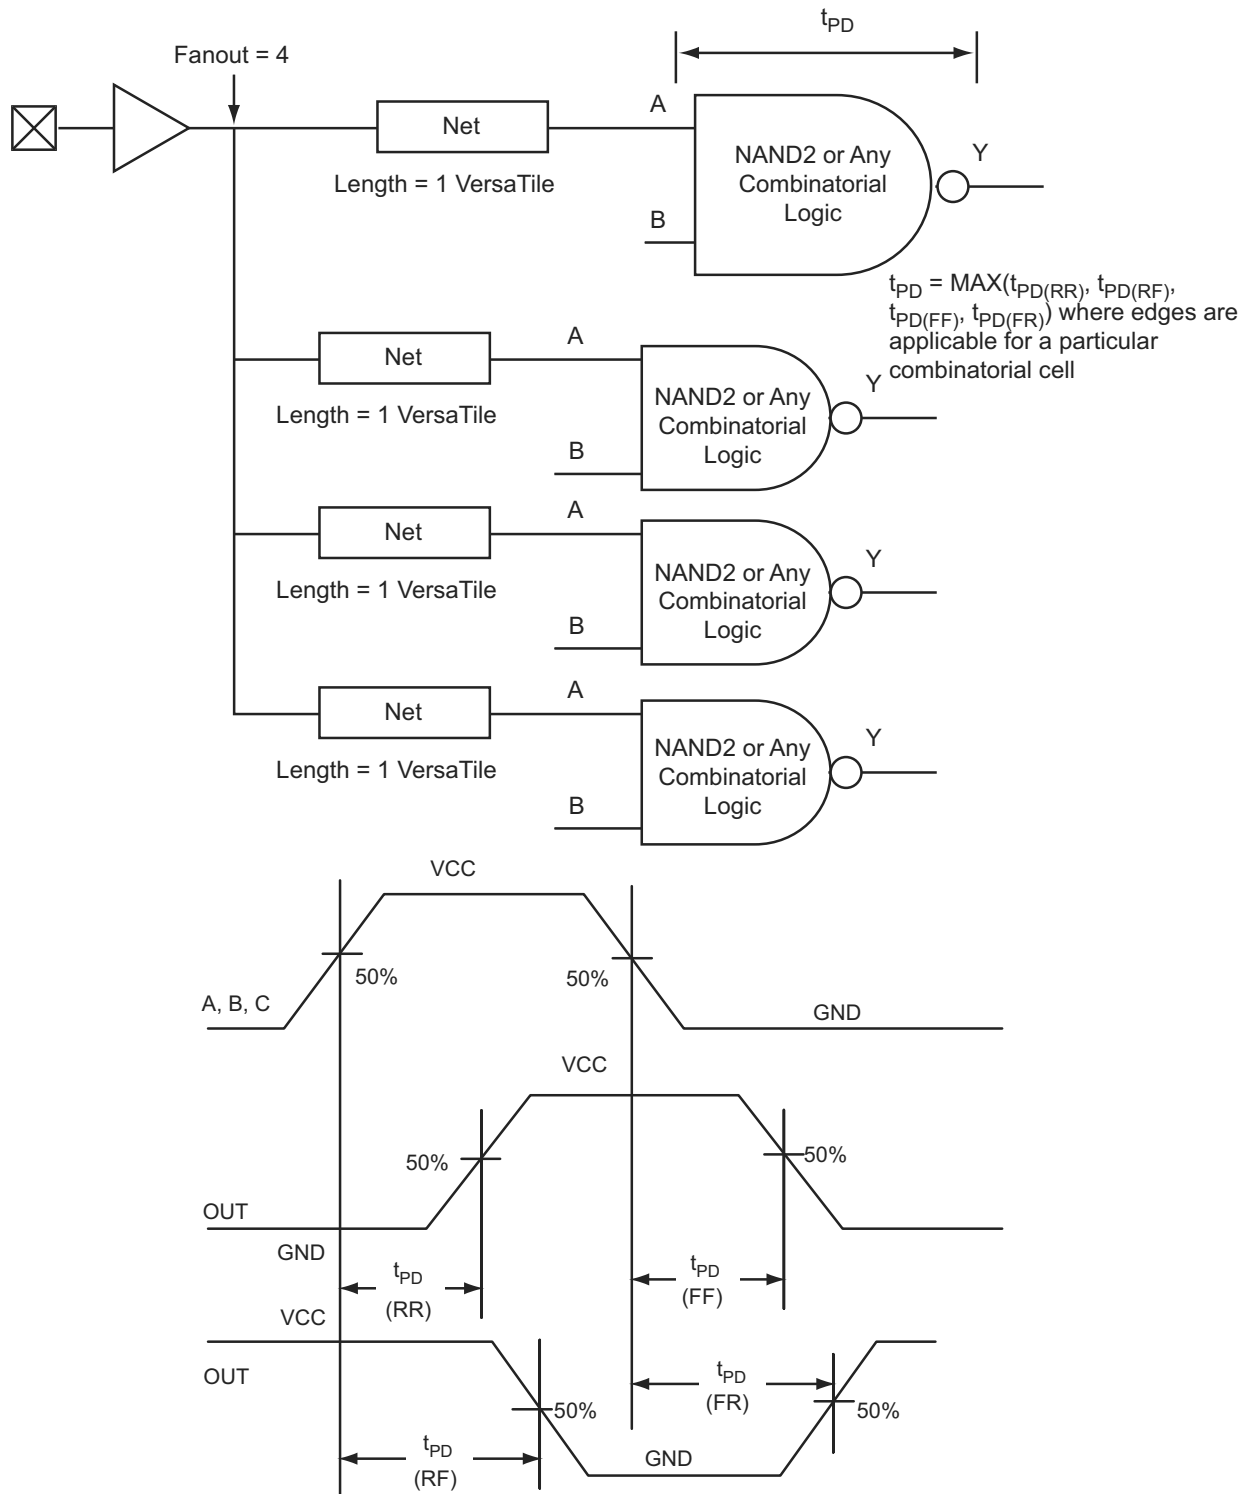 tPD
Fanout = 4
Net
Length = 1 VersaTile
A
B
NAND2 or Any
Combinatorial
Logic
Y
tPD = MAX(tPD(RR), tPD(RF),
tPD(FF), tPD(FR)) where edges are
applicable for a particular
combinatorial cell
Net
Length = 1 VersaTile
A
B
NAND2 or Any
Combinatorial
Logic
Y
Net
Length = 1 VersaTile
A
B
NAND2 or Any
Combinatorial
Logic
Y
Net
Length = 1 VersaTile
A
B
NAND2 or Any
Combinatorial
Logic
Y
VCC
50%
50%
A, B, C
GND
VCC
50%
50%
OUT
GND
tPD
(RR)
tPD
(FF)
VCC
OUT
tPD
(FR)
50%
50%
tPD
(RF)
GND